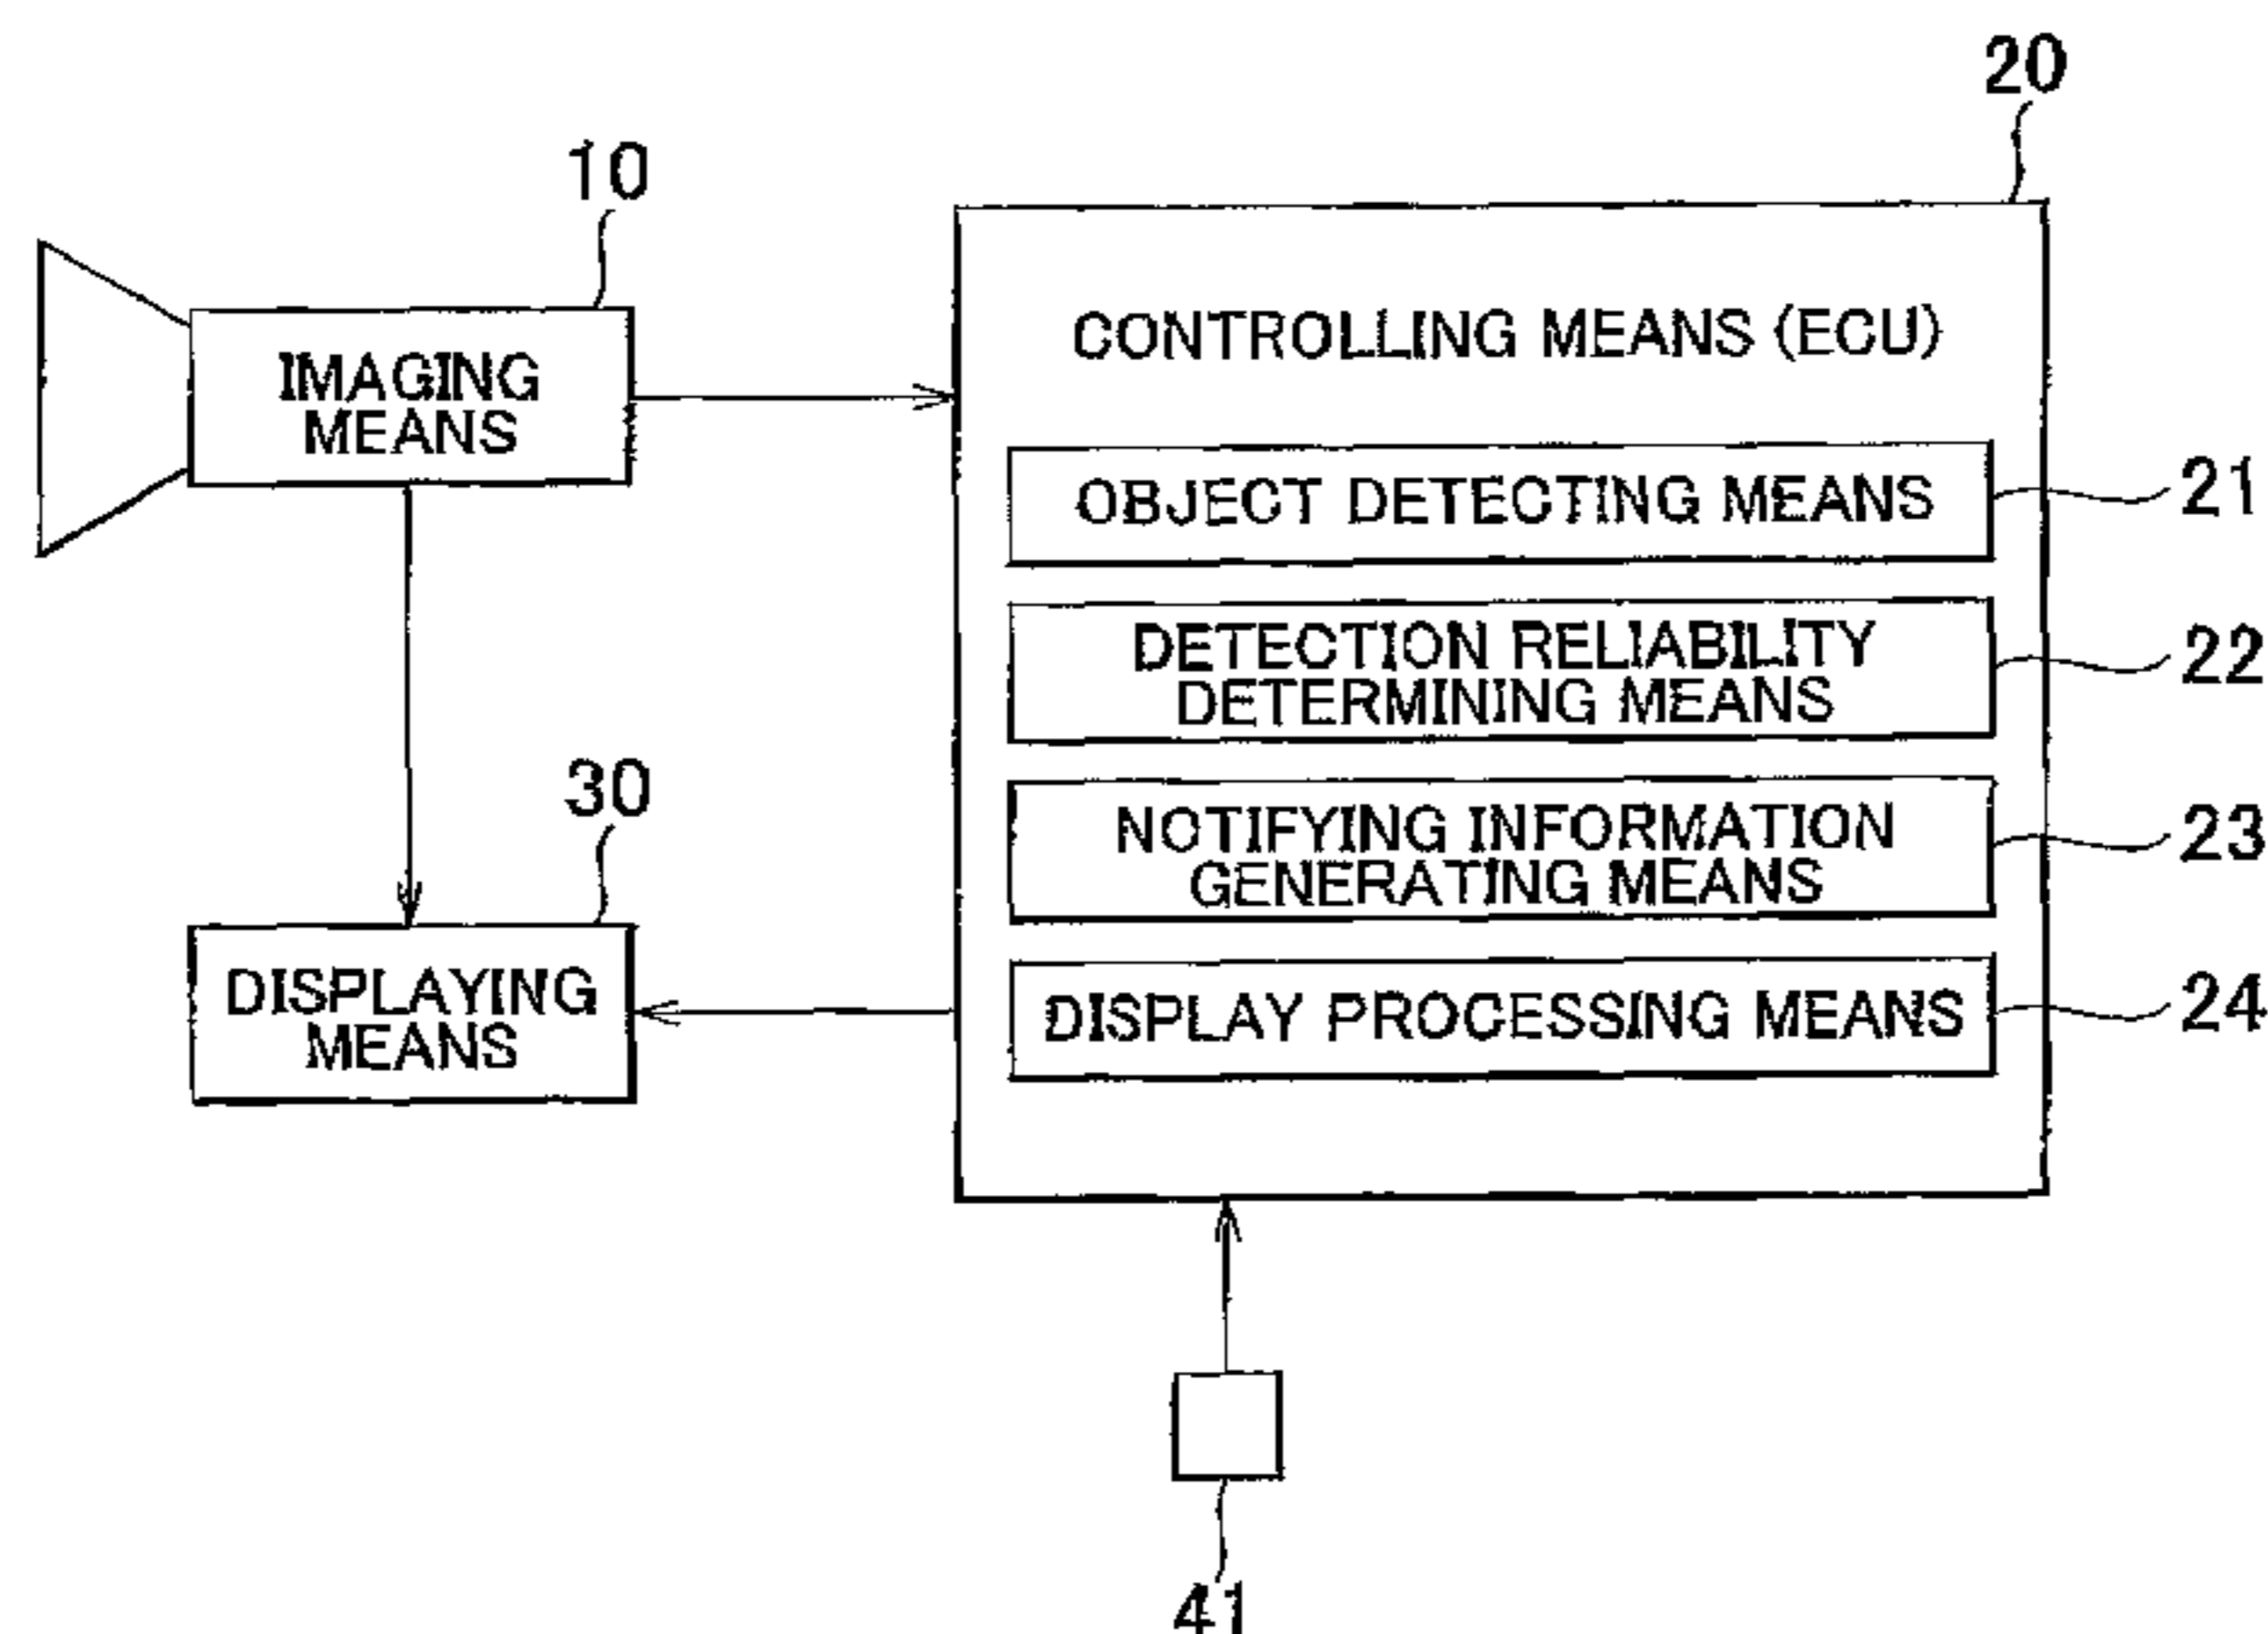 20
10
CONTROLLING MEANS (ECU)
IMAGING
MEANS
OBJECT DETECTING MEANS
21
DETECTION RELIABILITY
DETERMINING MEANS
22
30
NOTIFYING INFORMATION
GENERATING MEANS
23
DISPLAYING
MEANS
DISPLAY PROCESSING MEANS
24
41